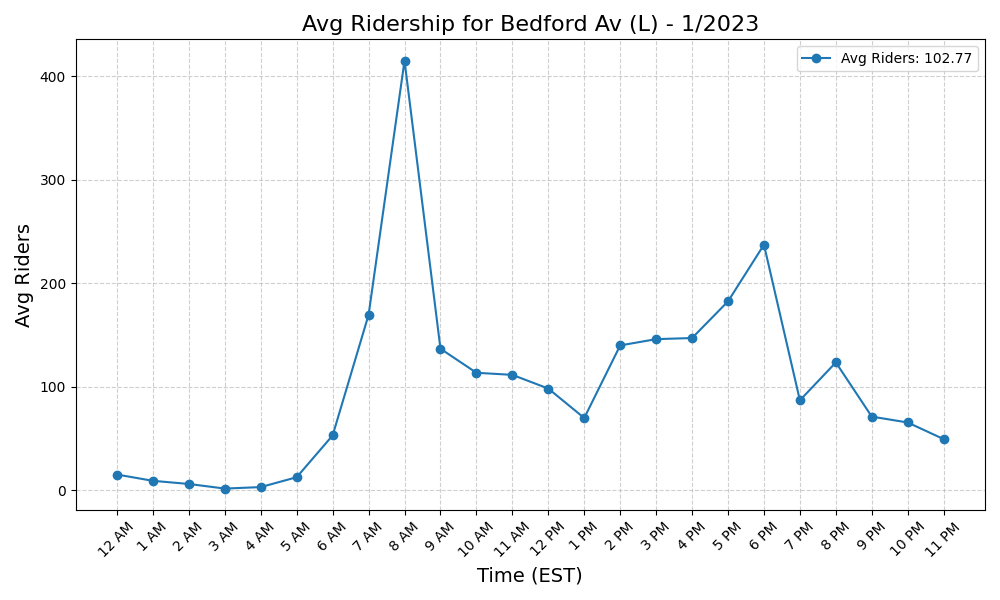 Avg Ridership for Bedford Av (L) - 1/2023
Avg Riders: 102.77
Avg Riders
400
300
200
100
0
12 AM
1 AM
2 AM
3 AM
4 AM
5 AM
6 AM
7 AM
8 AM
9 AM
10 AM
11 AM
12 PM
1 PM
2 PM
3 PM
4 PM
5 PM
6 PM
7 PM
8 PM
9 PM
10 PM
11 PM
Time (EST)